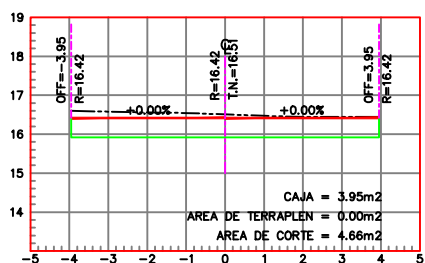 19
18
17
16
15
14
13
OFF=-3.95
R=16.42
R=16.42
T.N.=16.51
OFF=3.95
R=16.42
+0.00%
+0.00%
CAJA = 3.95m2
AREA DE TERRAPLEN = 0.00m2
AREA DE CORTE = 4.66m2
-5 -4 -3 -2 -1 0 1 2 3 4 5